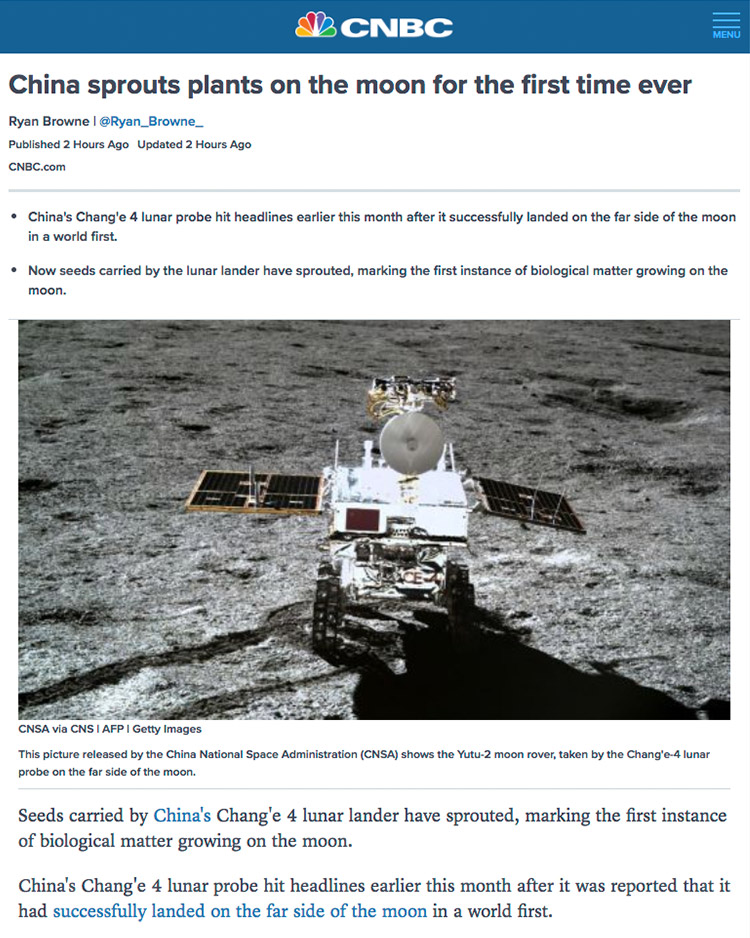 CNBC
MENU
China sprouts plants on the moon for the first time ever
Ryan Browne | @Ryan_Browne_
Published 2 Hours Ago Updated 2 Hours Ago
CNBC.com
• China's Chang'e 4 lunar probe hit headlines earlier this month after it successfully landed on the far side of the moon
in a world first.
• Now seeds carried by the lunar lander have sprouted, marking the first instance of biological matter growing on the
moon.
CNSA via CNS | AFP | Getty Images
This picture released by the China National Space Administration (CNSA) shows the Yutu-2 moon rover, taken by the Chang'e-4 lunar
probe on the far side of the moon.
Seeds carried by China's Chang'e 4 lunar lander have sprouted, marking the first instance
of biological matter growing on the moon.
China's Chang'e 4 lunar probe hit headlines earlier this month after it was reported that it
had successfully landed on the far side of the moon in a world first.